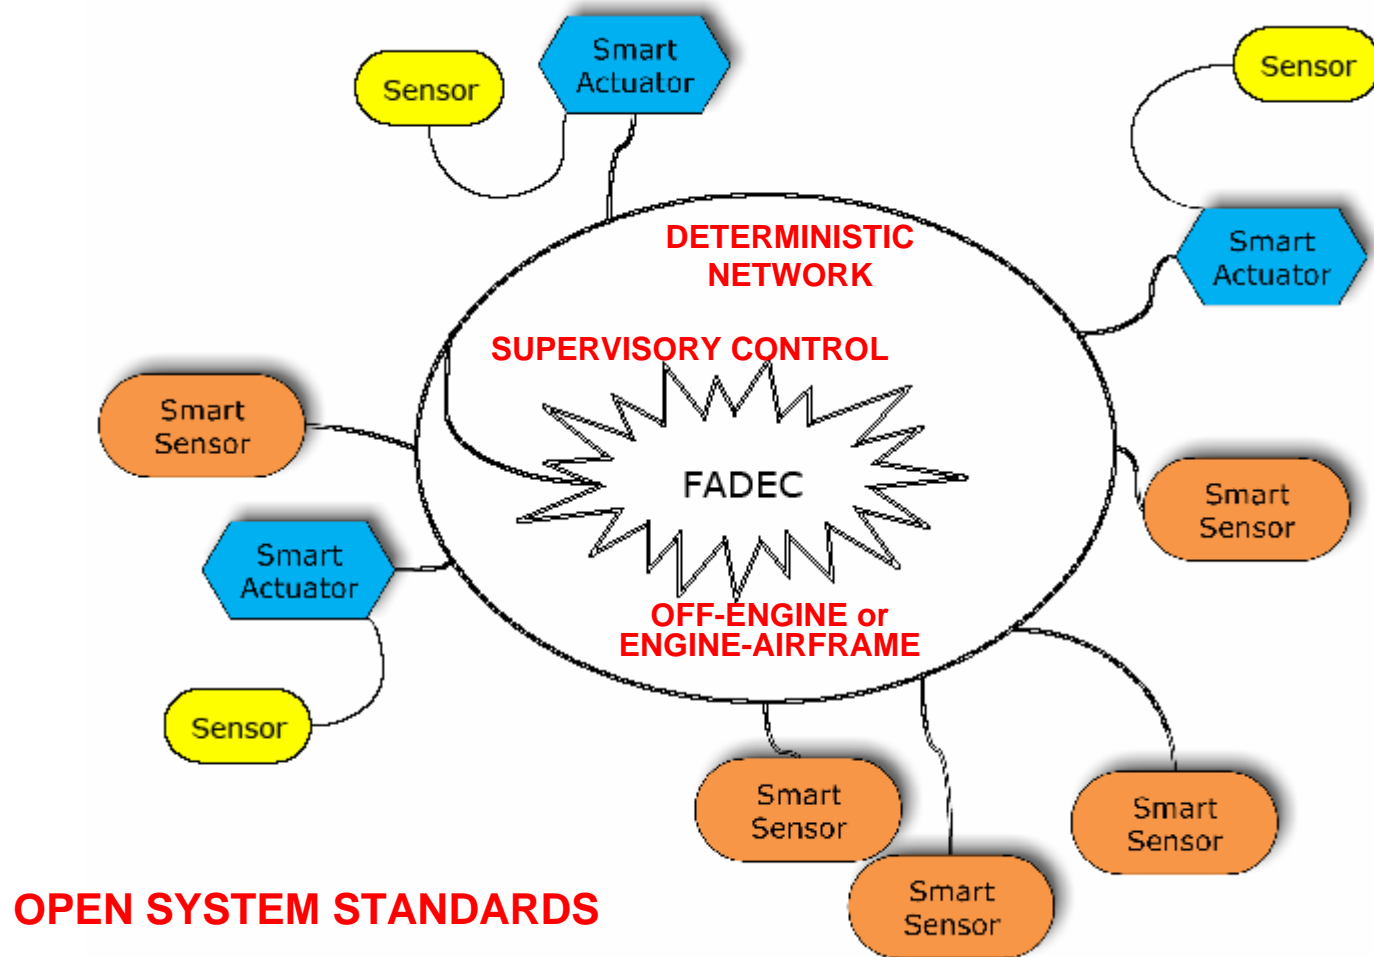 Smart
Actuator
Sensor
Sensor
Smart
Actuator
DETERMINISTIC
NETWORK
SUPERVISORY CONTROL
Smart
Sensor
FADEC
Smart
Sensor
Smart
Actuator
OFF-ENGINE or
ENGINE-AIRFRAME
Sensor
Smart
Sensor
Smart
Sensor
Smart
Sensor
OPEN SYSTEM STANDARDS